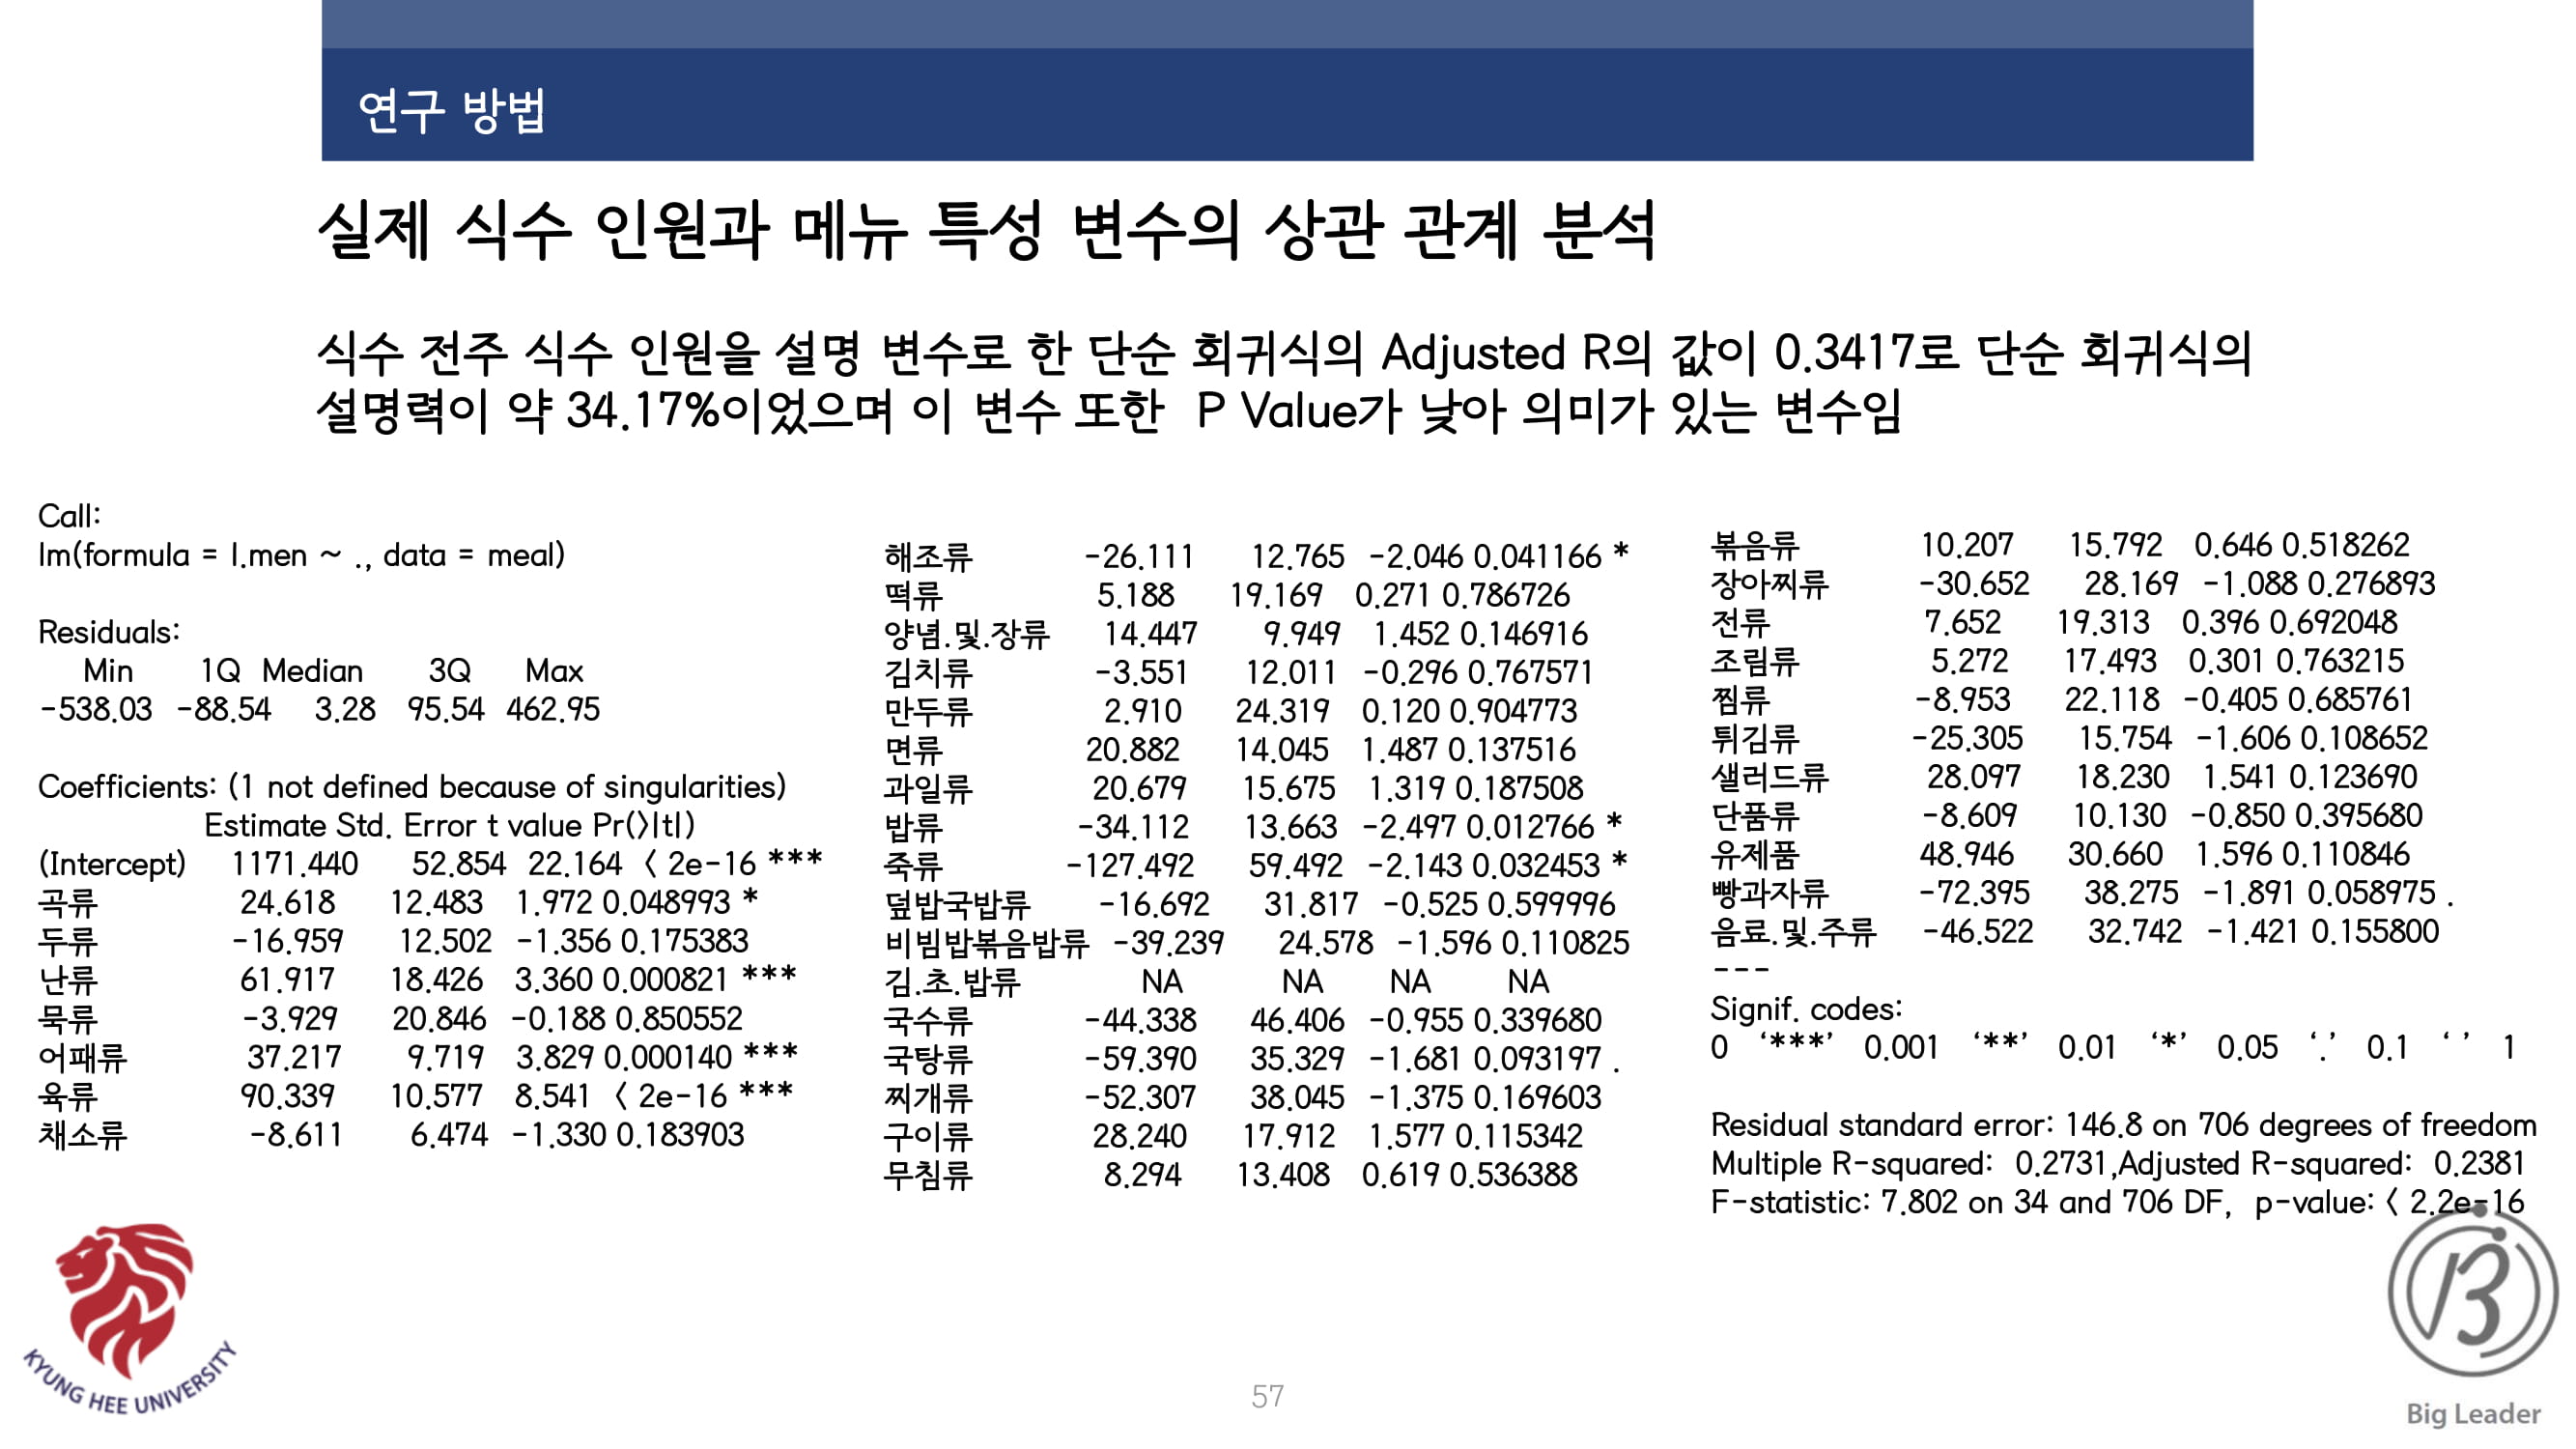 연구 방법
실제 식수 인원과 메뉴 특성 변수의 상관 관계 분석
식수 전주 식수 인원을 설명 변수로 한 단순 회귀식의 Adjusted R의 값이 0.3417로 단순 회귀식의
설명력이 약 34.17%이었으며 이 변수 또한 P Value가 낮아 의미가 있는 변수임
Call:
lm(formula = l.men ~ ., data = meal)
Residuals:
Min 1Q Median 3Q Max
-538.03 -88.54 3.28 95.54 462.95
Coefficients: (1 not defined because of singularities)
Estimate Std. Error t value Pr(>|t|)
(Intercept) 1171.440 52.854 22.164 < 2e-16 ***
곡류 24.618 12.483 1.972 0.048993 *
두류 -16.959 12.502 -1.356 0.175383
난류 61.917 18.426 3.360 0.000821 ***
묵류 -3.929 20.846 -0.188 0.850552
어패류 37.217 9.719 3.829 0.000140 ***
육류 90.339 10.577 8.541 < 2e-16 ***
채소류 -8.611 6.474 -1.330 0.183903
해조류 -26.111 12.765 -2.046 0.041166 *
떡류 5.188 19.169 0.271 0.786726
양념.및.장류 14.447 9.949 1.452 0.146916
김치류 -3.551 12.011 -0.296 0.767571
만두류 2.910 24.319 0.120 0.904773
면류 20.882 14.045 1.487 0.137516
과일류 20.679 15.675 1.319 0.187508
밥류 -34.112 13.663 -2.497 0.012766 *
죽류 -127.492 59.492 -2.143 0.032453 *
덮밥국밥류 -16.692 31.817 -0.525 0.599996
비빔밥볶음밥류 -39.239 24.578 -1.596 0.110825
김.초.밥류 NA NA NA NA
국수류 -44.338 46.406 -0.955 0.339680
국탕류 -59.390 35.329 -1.681 0.093197 .
찌개류 -52.307 38.045 -1.375 0.169603
구이류 28.240 17.912 1.577 0.115342
무침류 8.294 13.408 0.619 0.536388
볶음류 10.207 15.792 0.646 0.518262
장아찌류 -30.652 28.169 -1.088 0.276893
전류 7.652 19.313 0.396 0.692048
조림류 5.272 17.493 0.301 0.763215
찜류 -8.953 22.118 -0.405 0.685761
튀김류 -25.305 15.754 -1.606 0.108652
샐러드류 28.097 18.230 1.541 0.123690
단품류 -8.609 10.130 -0.850 0.395680
유제품 48.946 30.660 1.596 0.110846
빵과자류 -72.395 38.275 -1.891 0.058975 .
음료.및.주류 -46.522 32.742 -1.421 0.155800
---
Signif. codes:
0 ‘***’ 0.001 ‘**’ 0.01 ‘*’ 0.05 ‘.’ 0.1 ‘ ’ 1
Residual standard error: 146.8 on 706 degrees of freedom
Multiple R-squared: 0.2731,Adjusted R-squared: 0.2381
F-statistic: 7.802 on 34 and 706 DF, p-value: < 2.2e-16
KYUNG HEE UNIVERSITY
57
Big Leader